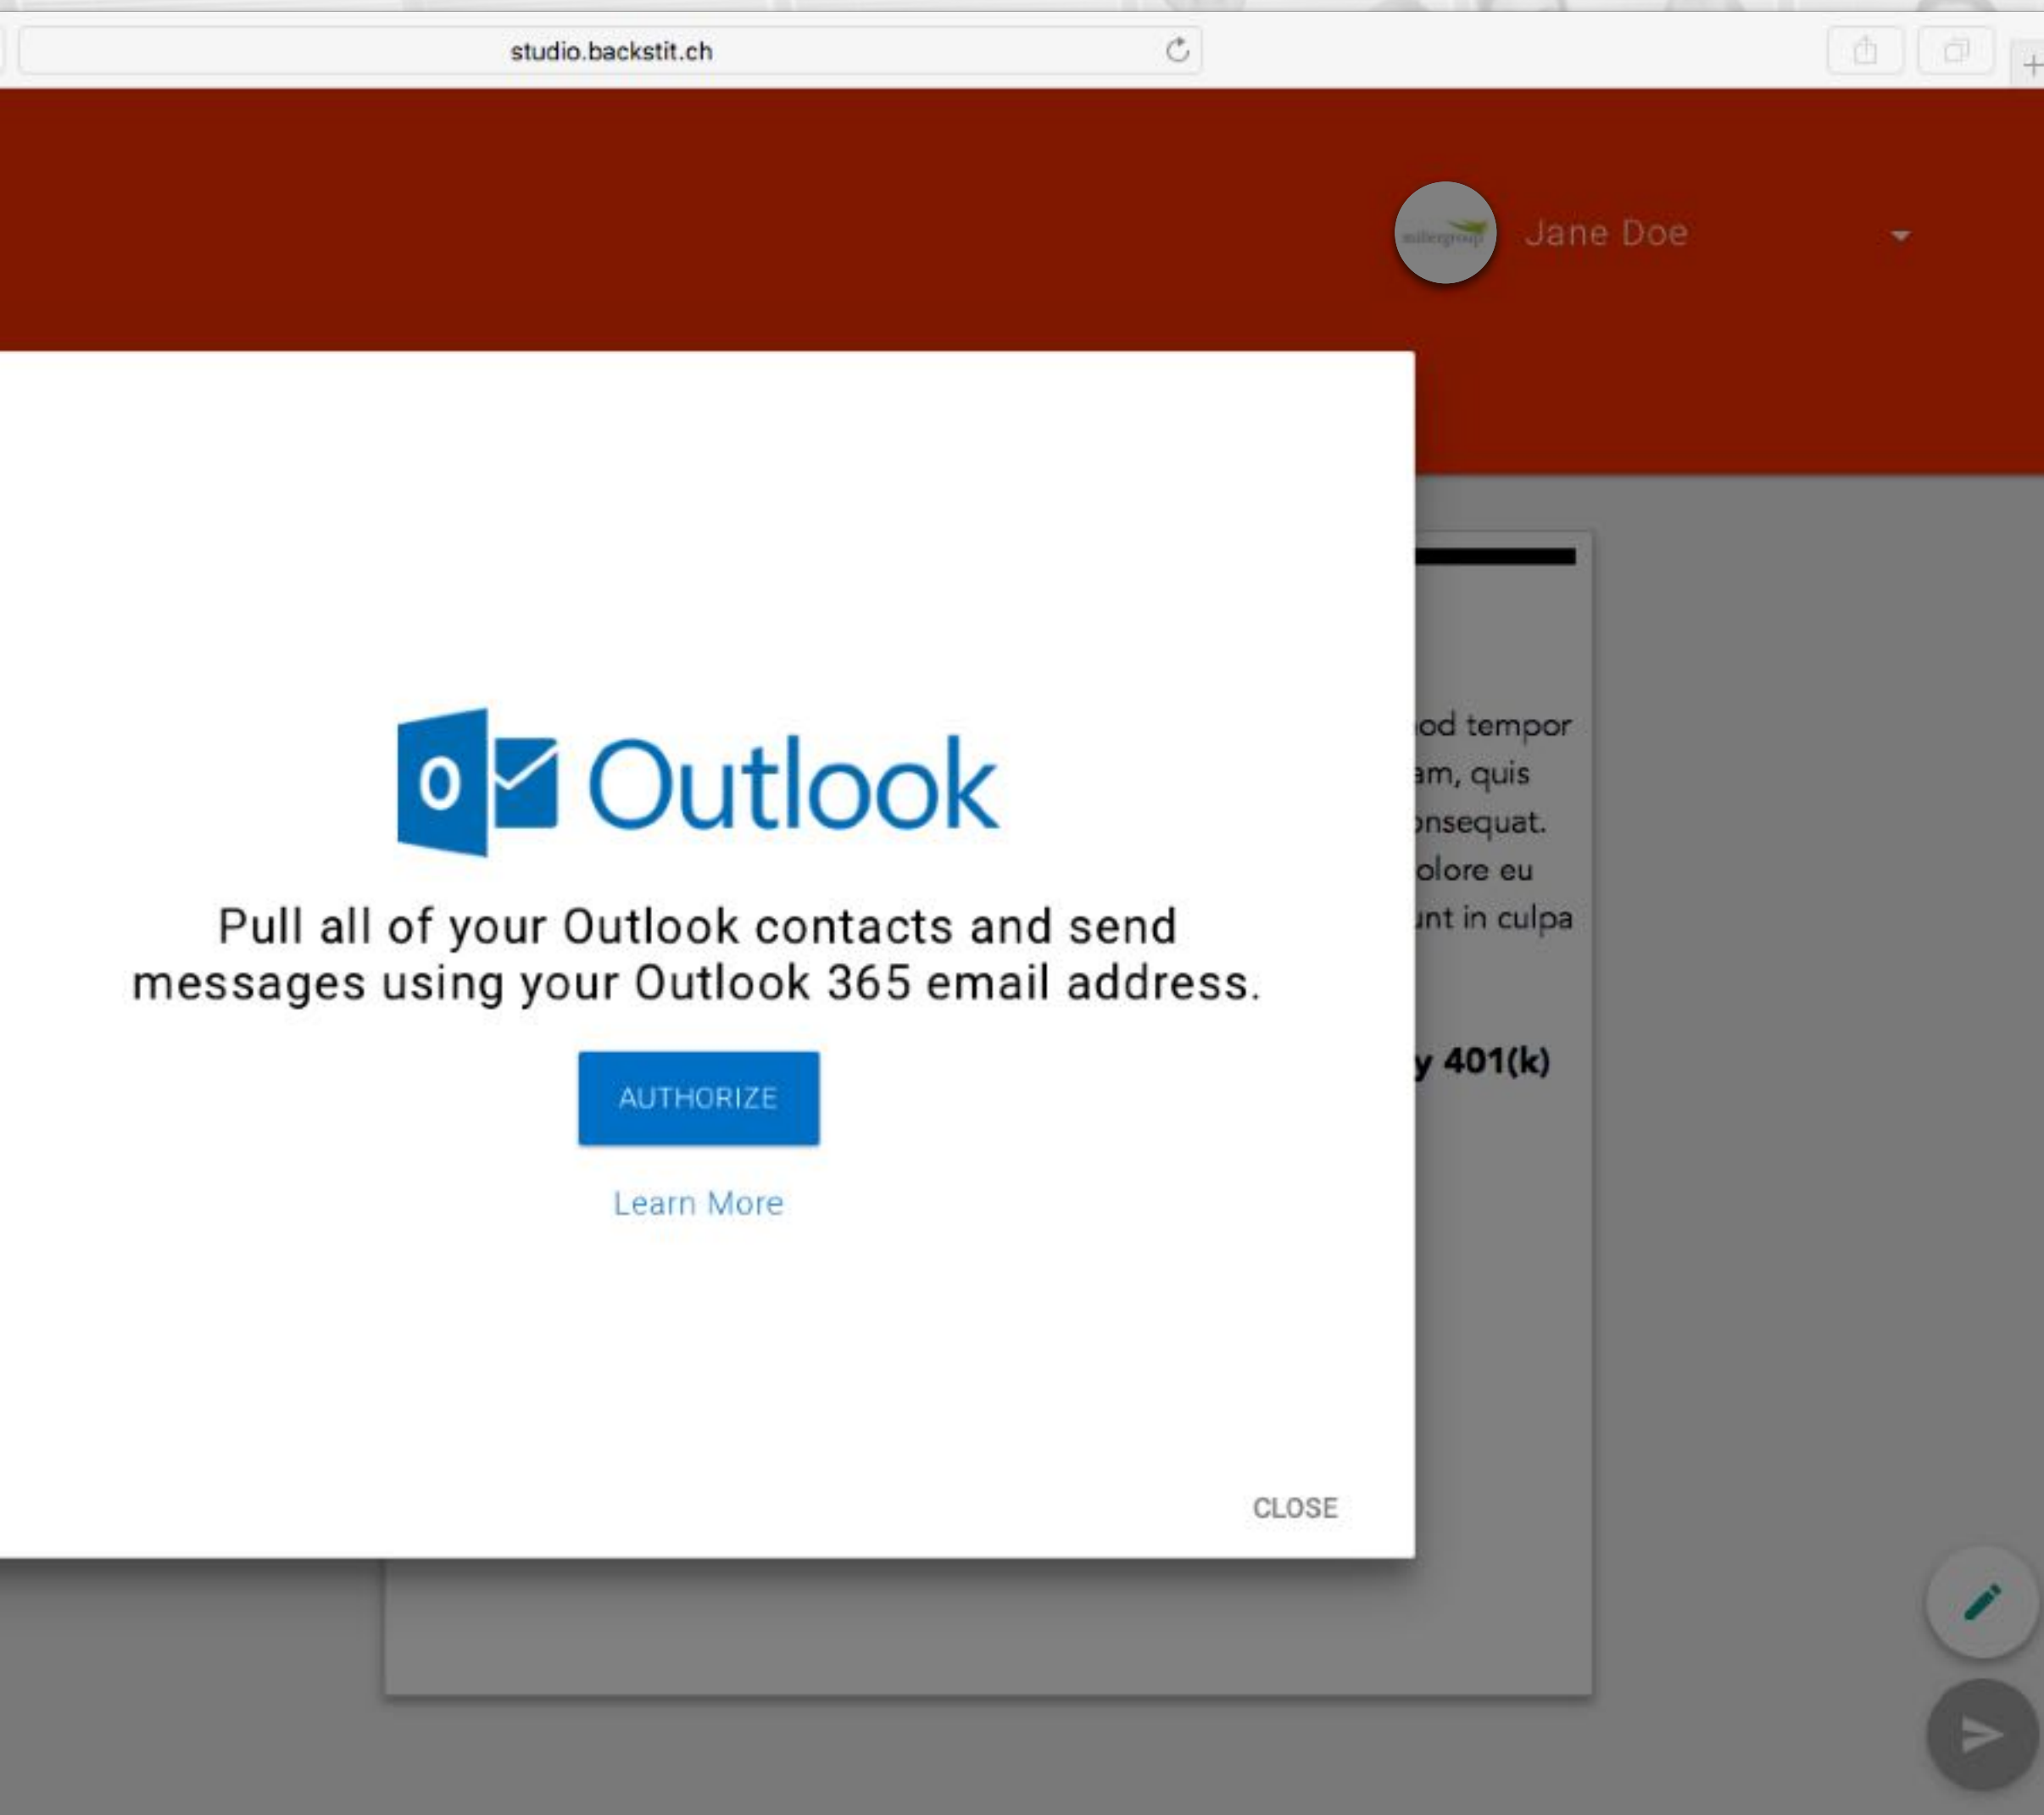 studio.backstit.ch
millergroup
Jane Doe
Outlook
Pull all of your Outlook contacts and send
messages using your Outlook 365 email address.
AUTHORIZE
Learn More
CLOSE
od tempor
am, quis
onsequat.
olore eu
unt in culpa
y 401(k)